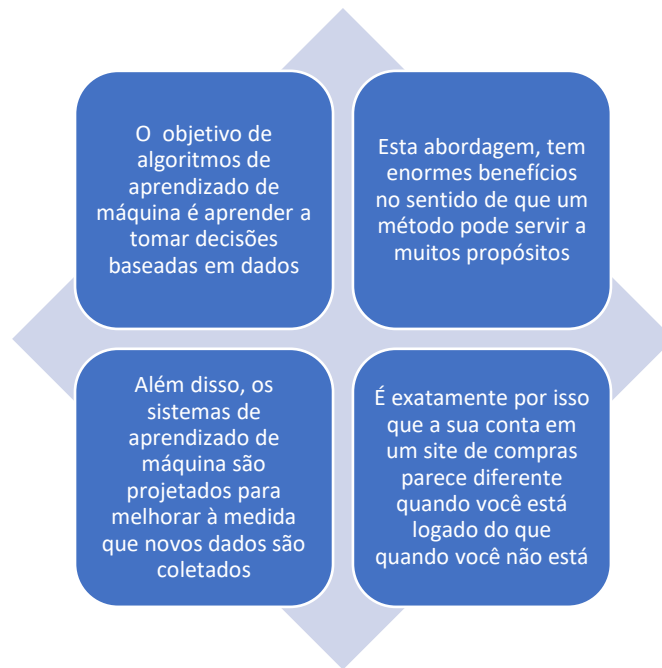 O  objetivo de
algoritmos de
aprendizado de
máquina é aprender a
tomar decisões
baseadas em dados
Esta abordagem, tem
enormes benefícios
no sentido de que um
método pode servir a
muitos propósitos
Além disso, os
sistemas de
aprendizado de
máquina são
projetados para
melhorar à medida
que novos dados são
coletados
É exatamente por isso
que a sua conta em
um site de compras
parece diferente
quando você está
logado do que
quando você não está